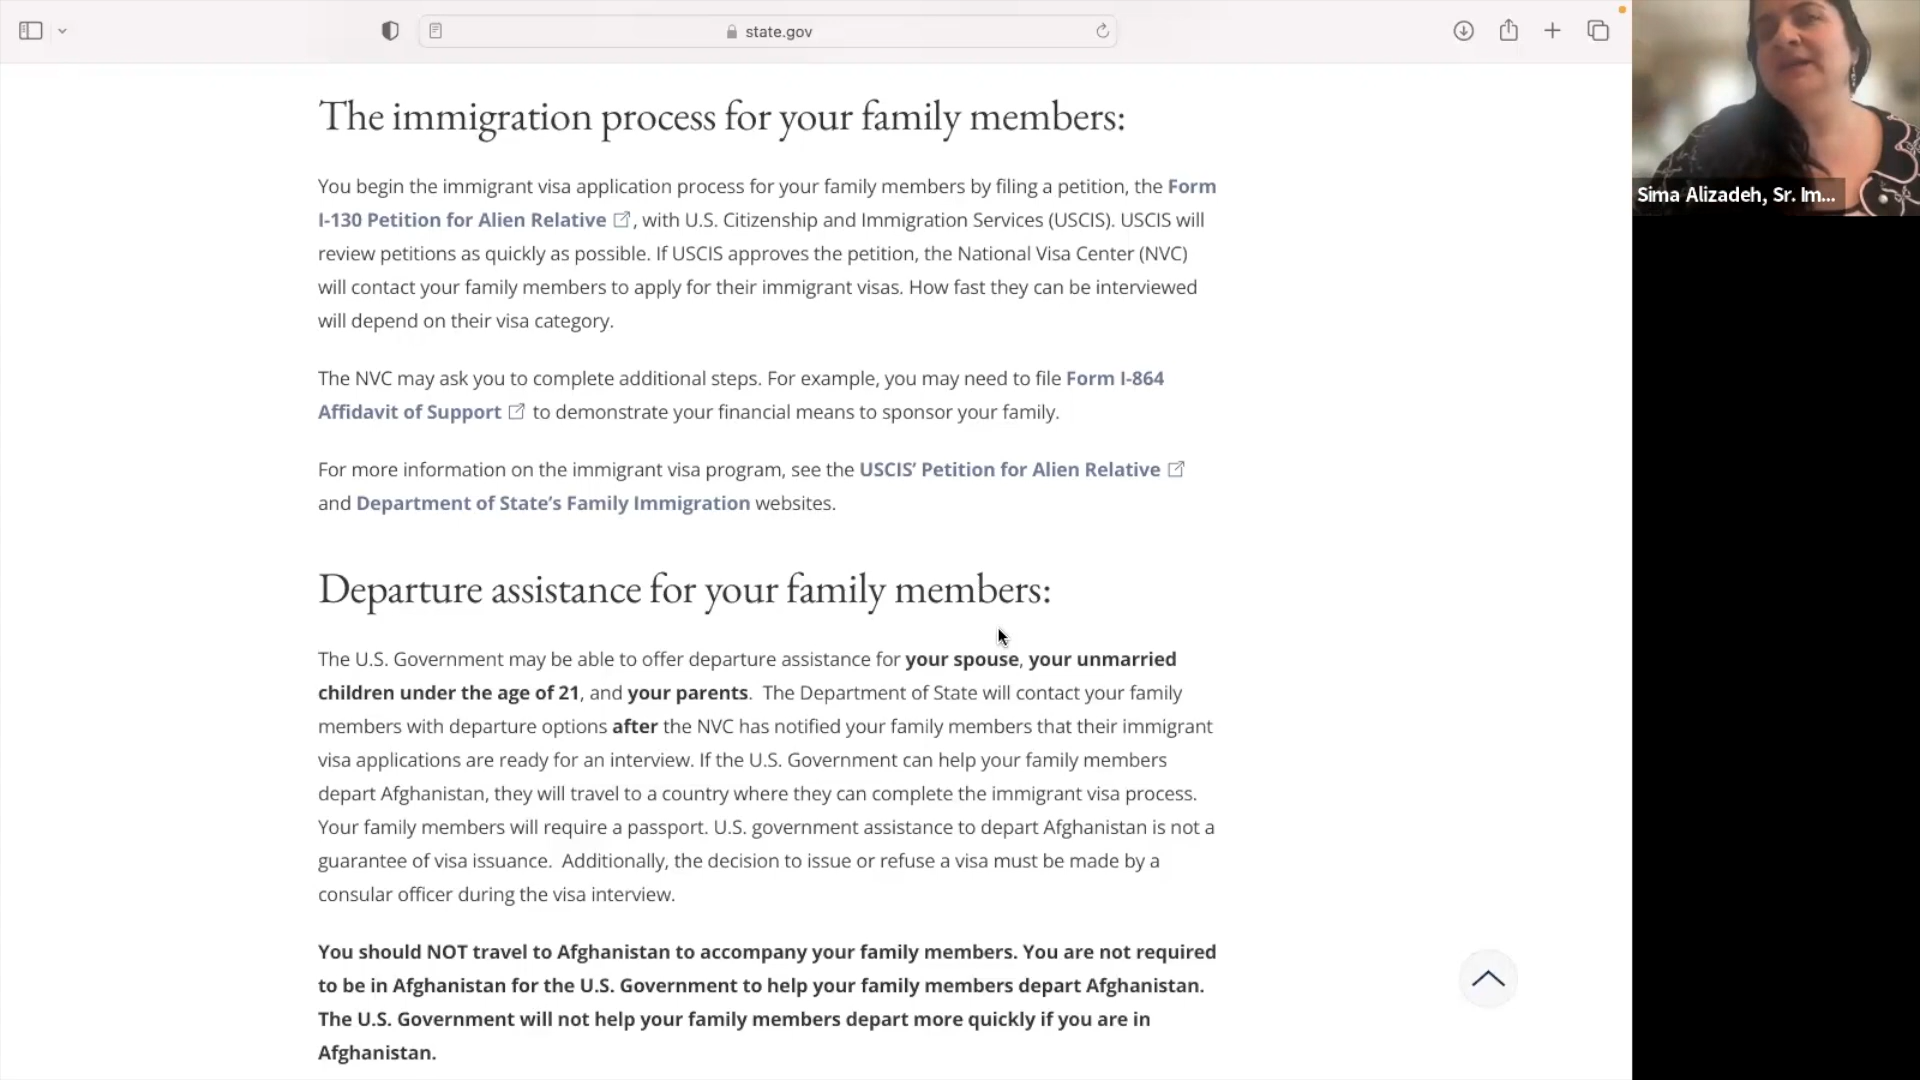 state.gov
The immigration process for your family members:
You begin the immigrant visa application process for your family members by filing a petition, the Form
I-130 Petition for Alien Relative , with U.S. Citizenship and Immigration Services (USCIS). USCIS will
review petitions as quickly as possible. If USCIS approves the petition, the National Visa Center (NVC)
will contact your family members to apply for their immigrant visas. How fast they can be interviewed
will depend on their visa category.
The NVC may ask you to complete additional steps. For example, you may need to file Form I-864
Affidavit of Support to demonstrate your financial means to sponsor your family.
For more information on the immigrant visa program, see the USCIS’ Petition for Alien Relative
and Department of State’s Family Immigration websites.
Departure assistance for your family members:
The U.S. Government may be able to offer departure assistance for your spouse, your unmarried
children under the age of 21, and your parents. The Department of State will contact your family
members with departure options after the NVC has notified your family members that their immigrant
visa applications are ready for an interview. If the U.S. Government can help your family members
depart Afghanistan, they will travel to a country where they can complete the immigrant visa process.
Your family members will require a passport. U.S. government assistance to depart Afghanistan is not a
guarantee of visa issuance. Additionally, the decision to issue or refuse a visa must be made by a
consular officer during the visa interview.
You should NOT travel to Afghanistan to accompany your family members. You are not required
to be in Afghanistan for the U.S. Government to help your family members depart Afghanistan.
The U.S. Government will not help your family members depart more quickly if you are in
Afghanistan.
Sima Alizadeh, Sr. Im...